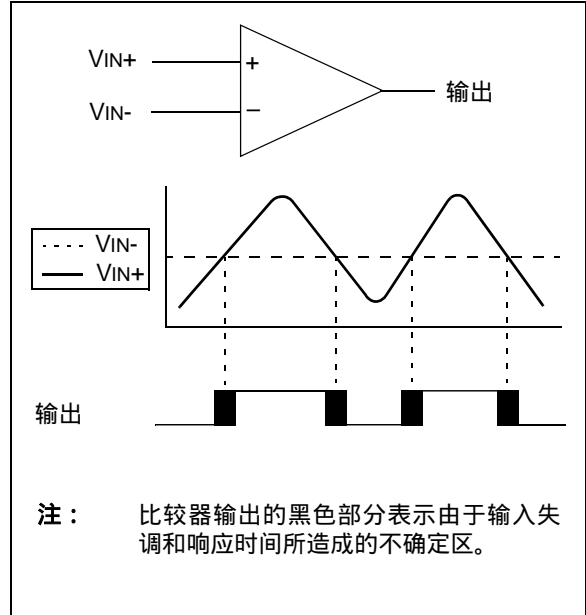 VIN+
+
输出
VIN-
–
VIN-
VIN+
输出
注： 比较器输出的黑色部分表示由于输入失
调和响应时间所造成的不确定区。